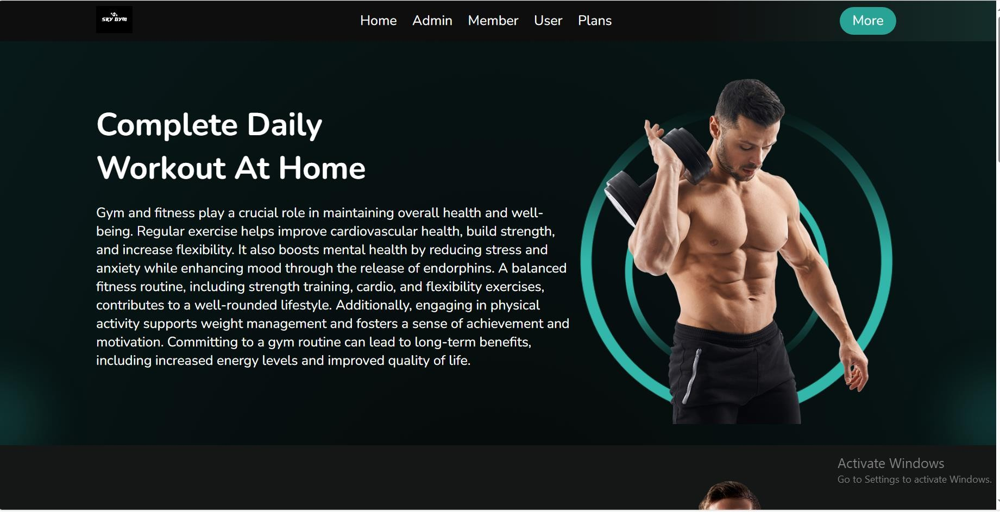 SKY GYM
Home Admin Member User Plans
More
Complete Daily
Workout At Home
Gym and fitness play a crucial role in maintaining overall health and well-
being. Regular exercise helps improve cardiovascular health, build strength,
and increase flexibility. It also boosts mental health by reducing stress and
anxiety while enhancing mood through the release of endorphins. A balanced
fitness routine, including strength training, cardio, and flexibility exercises,
contributes to a well-rounded lifestyle. Additionally, engaging in physical
activity supports weight management and fosters a sense of achievement and
motivation. Committing to a gym routine can lead to long-term benefits,
including increased energy levels and improved quality of life.
Activate Windows
Go to Settings to activate Windows.